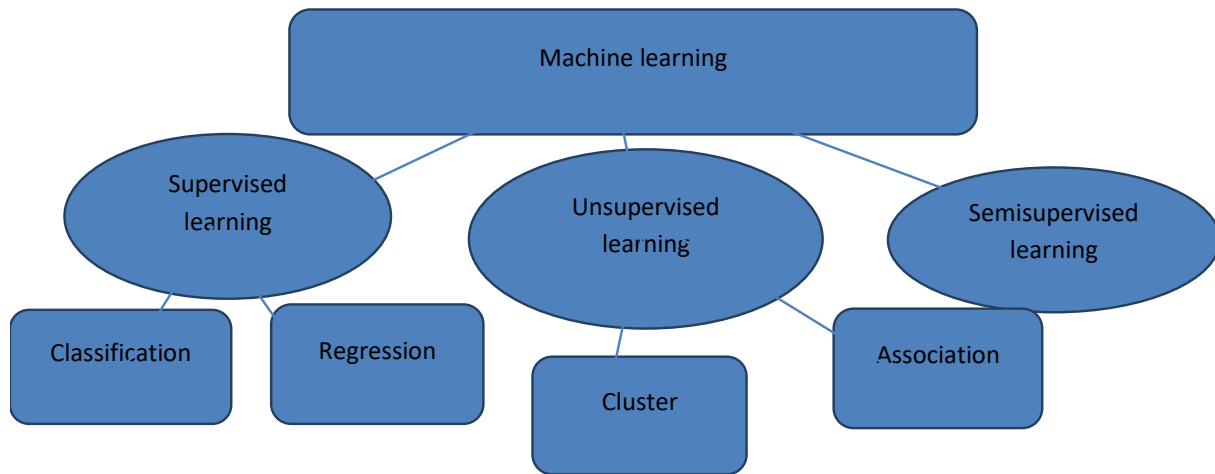 Machine learning
Supervised
learning
Unsupervised
learning
Semisupervised
learning
Classification
Regression
Cluster
Association